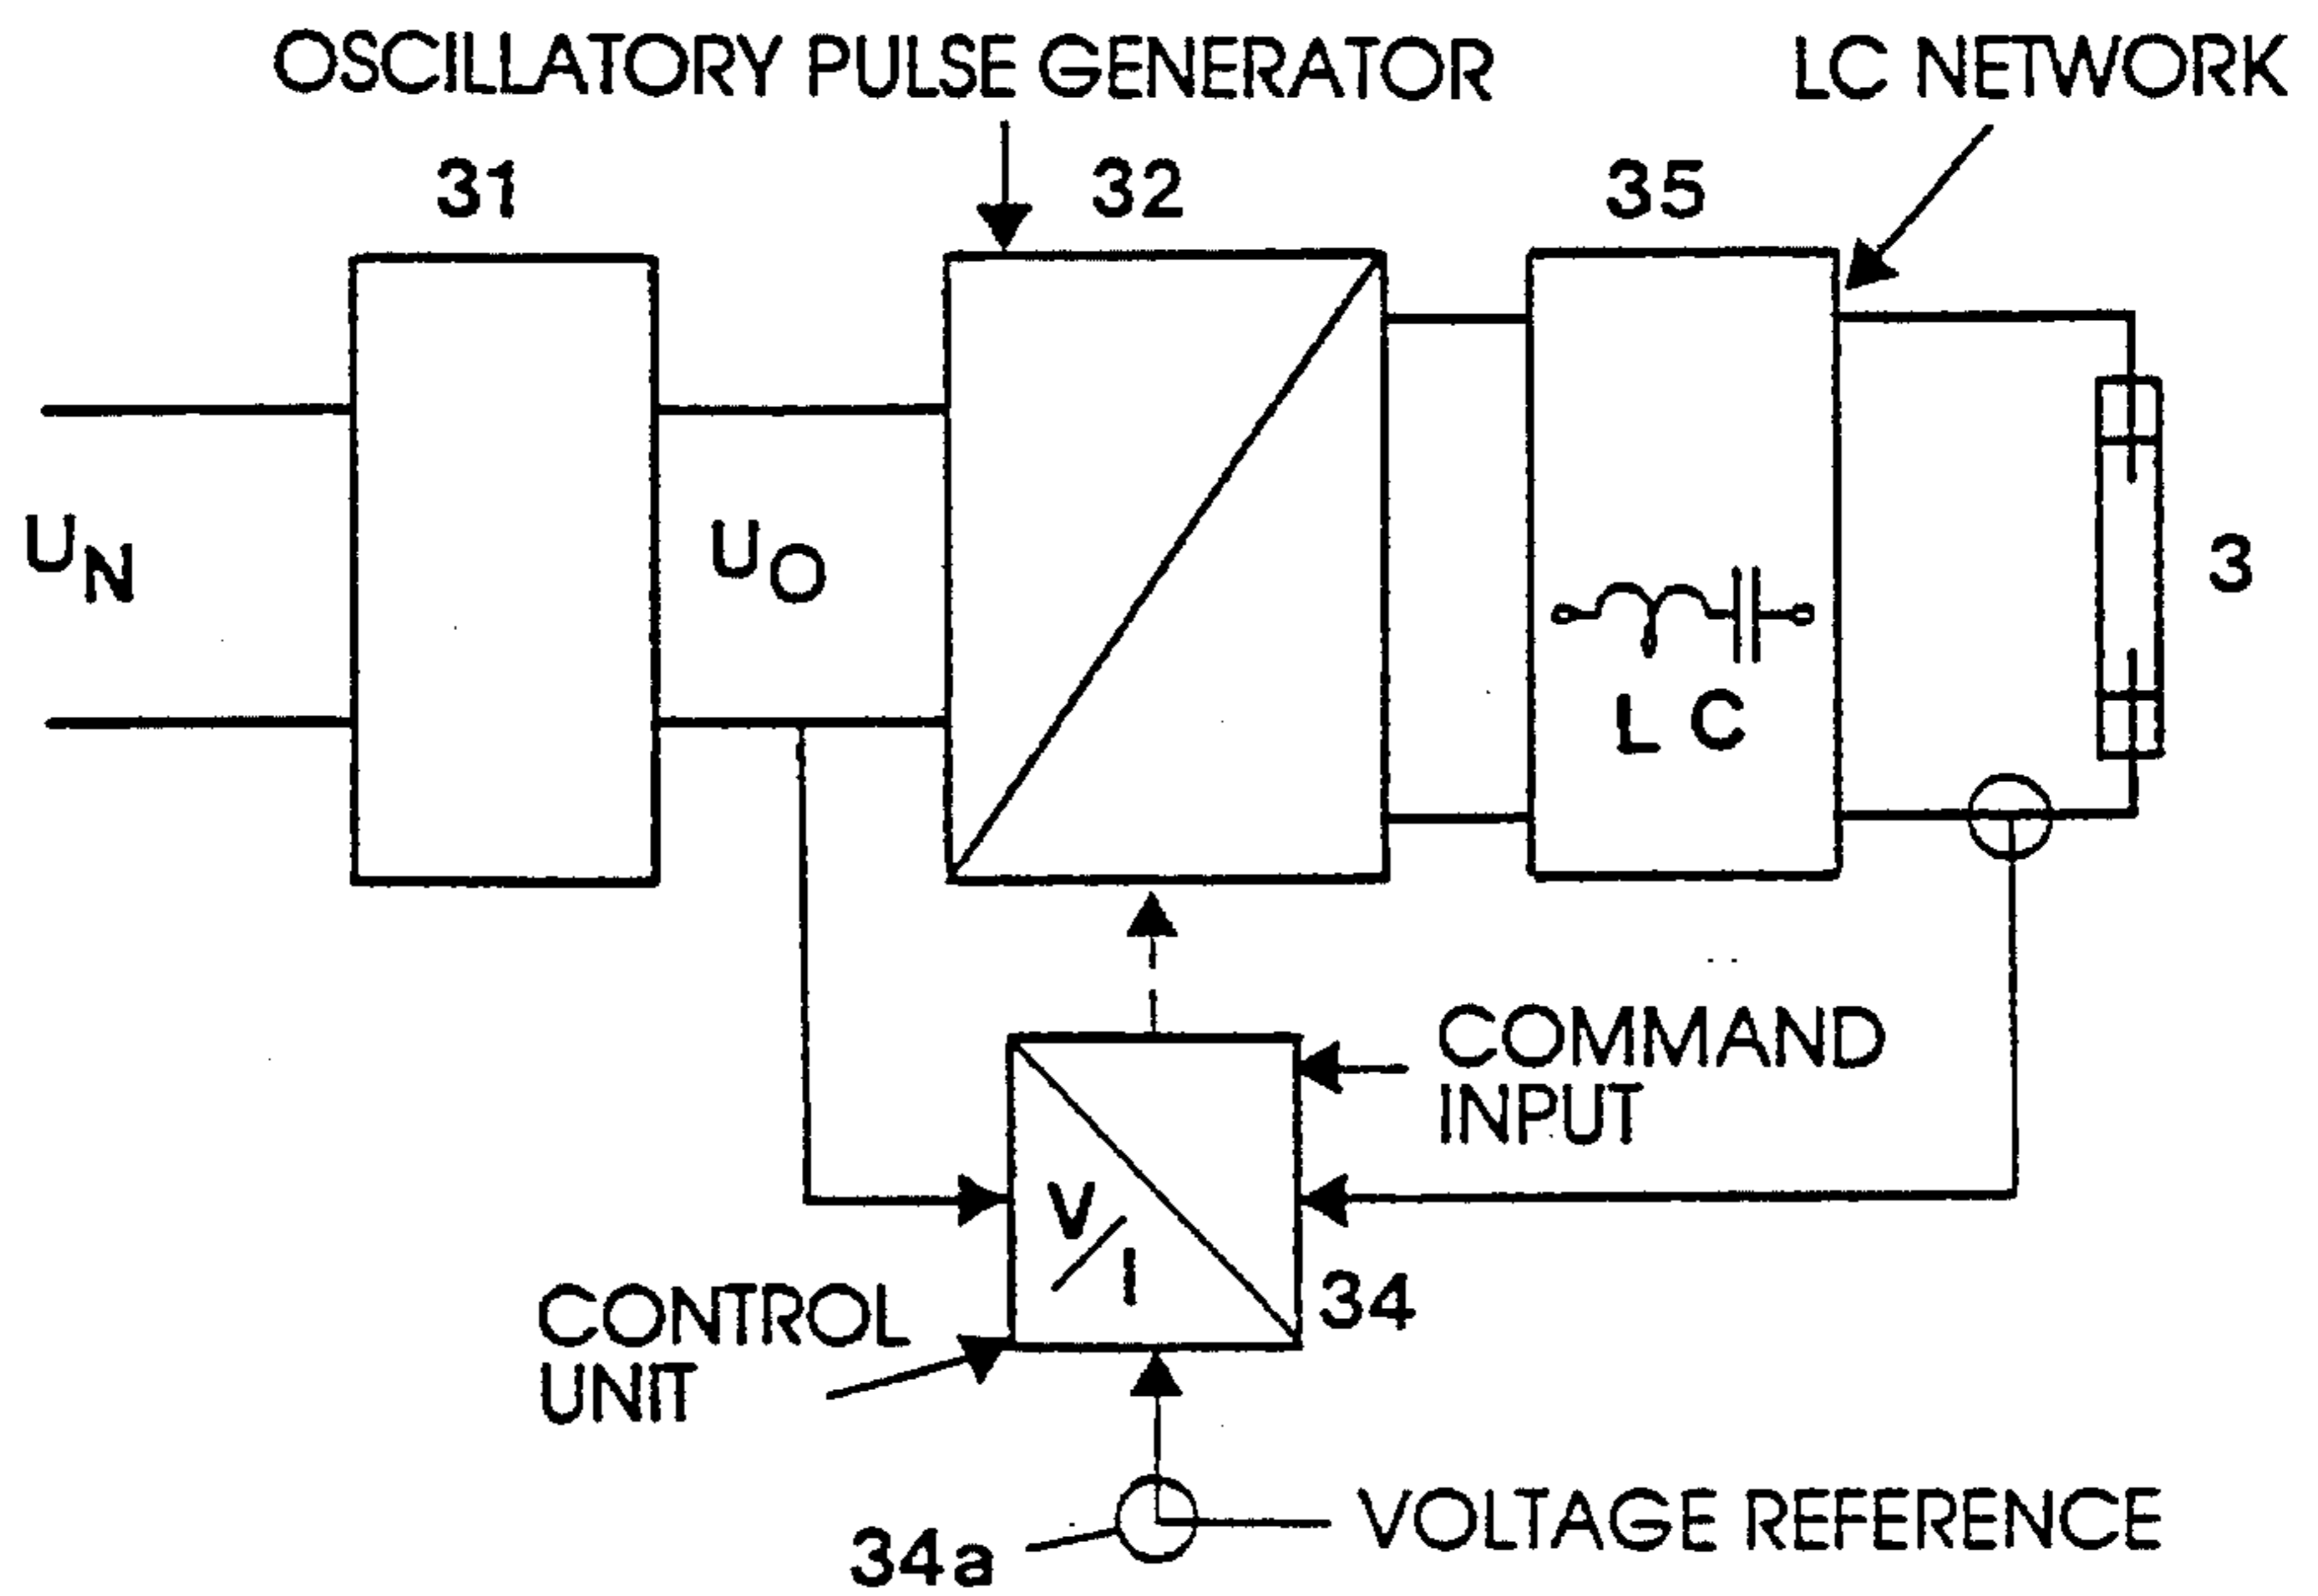 OSCILLATORY PULSE GENERATOR
LC NETWORK
31
32
35
UN
UO
3
L C
COMMAND
INPUT
V/I
CONTROL
UNIT
34
VOLTAGE REFERENCE
34a